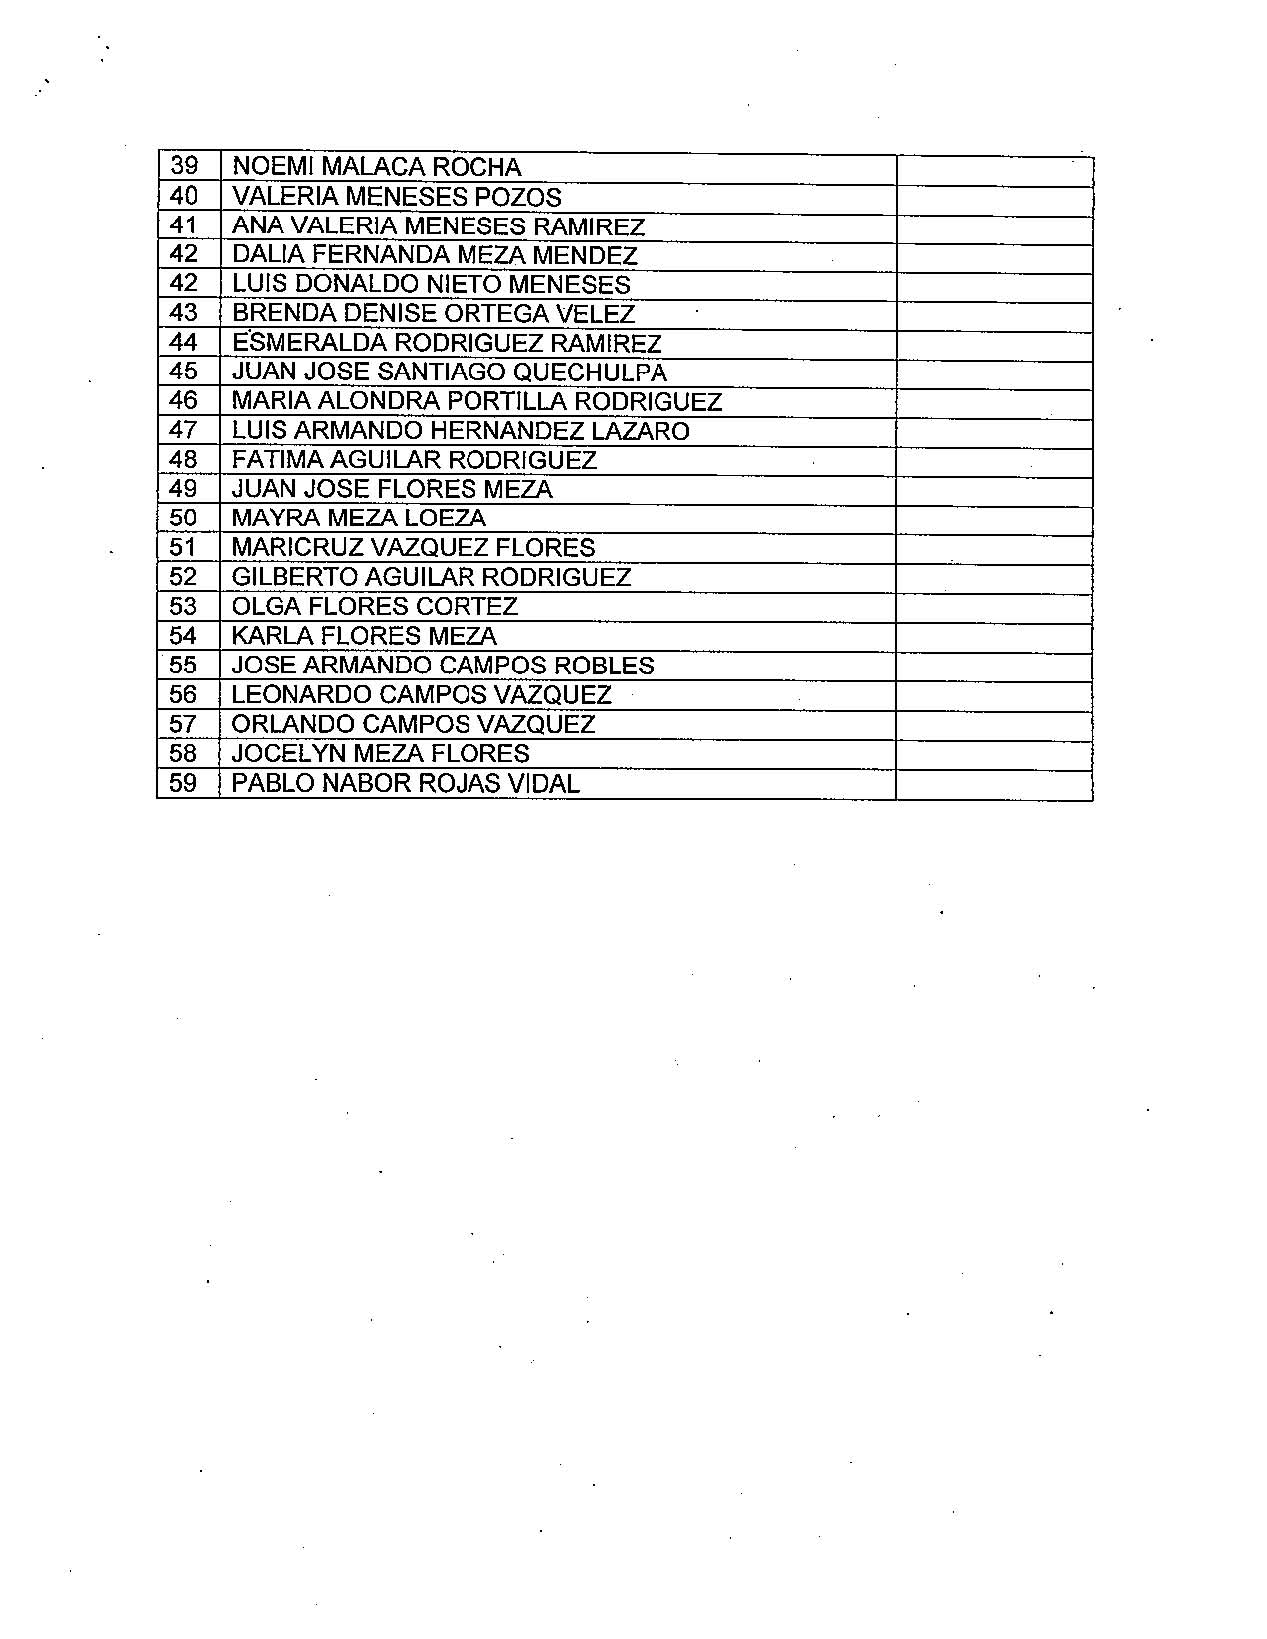 39 NOEMI MALACA ROCHA
40 VALERIA MENESES POZOS
41 ANA VALERIA MENESES RAMIREZ
42 DALIA FERNANDA MEZA MENDEZ
42 LUIS DONALDO NIETO MENESES
43 BRENDA DENISE ORTEGA VELEZ
44 ESMERALDA RODRIGUEZ RAMIREZ
45 JUAN JOSE SANTIAGO QUECHULPA
46 MARIA ALONDRA PORTILLA RODRIGUEZ
47 LUIS ARMANDO HERNANDEZ LAZARO
48 FATIMA AGUILAR RODRIGUEZ
49 JUAN JOSE FLORES MEZA
50 MAYRA MEZA LOEZA
51 MARICRUZ VAZQUEZ FLORES
52 GILBERTO AGUILAR RODRIGUEZ
53 OLGA FLORES CORTEZ
54 KARLA FLORES MEZA
55 JOSE ARMANDO CAMPOS ROBLES
56 LEONARDO CAMPOS VAZQUEZ
57 ORLANDO CAMPOS VAZQUEZ
58 JOCELYN MEZA FLORES
59 PABLO NABOR ROJAS VIDAL